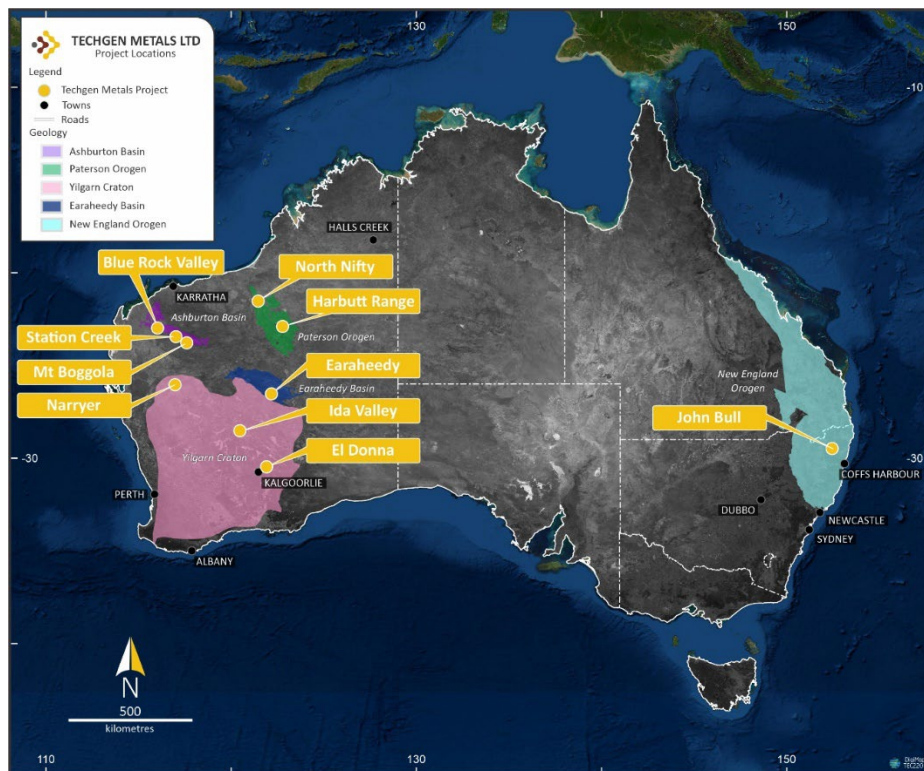 TECHGEN METALS LTD
Project Locations
Legend
Techgen Metals Project
Towns
Roads
Geology
Ashburton Basin
Paterson Orogen
Yilgarn Craton
Earaheedy Basin
New England Orogen
130
150
-10
HALLS CREEK
Blue Rock Valley
North Nifty
KARRATHA
Harbutt Range
Ashburton Basin
Station Creek
Paterson Orogen
Mt Boggola
Earaheedy
New England
Orogen
Earaheedy Basin
Narryer
Ida Valley
John Bull
El Donna
Yilgarn Craton
-30
-30
KALGOORLIE
COFFS HARBOUR
PERTH
DUBBO
NEWCASTLE
SYDNEY
ALBANY
N
500
kilometres
110
130
150